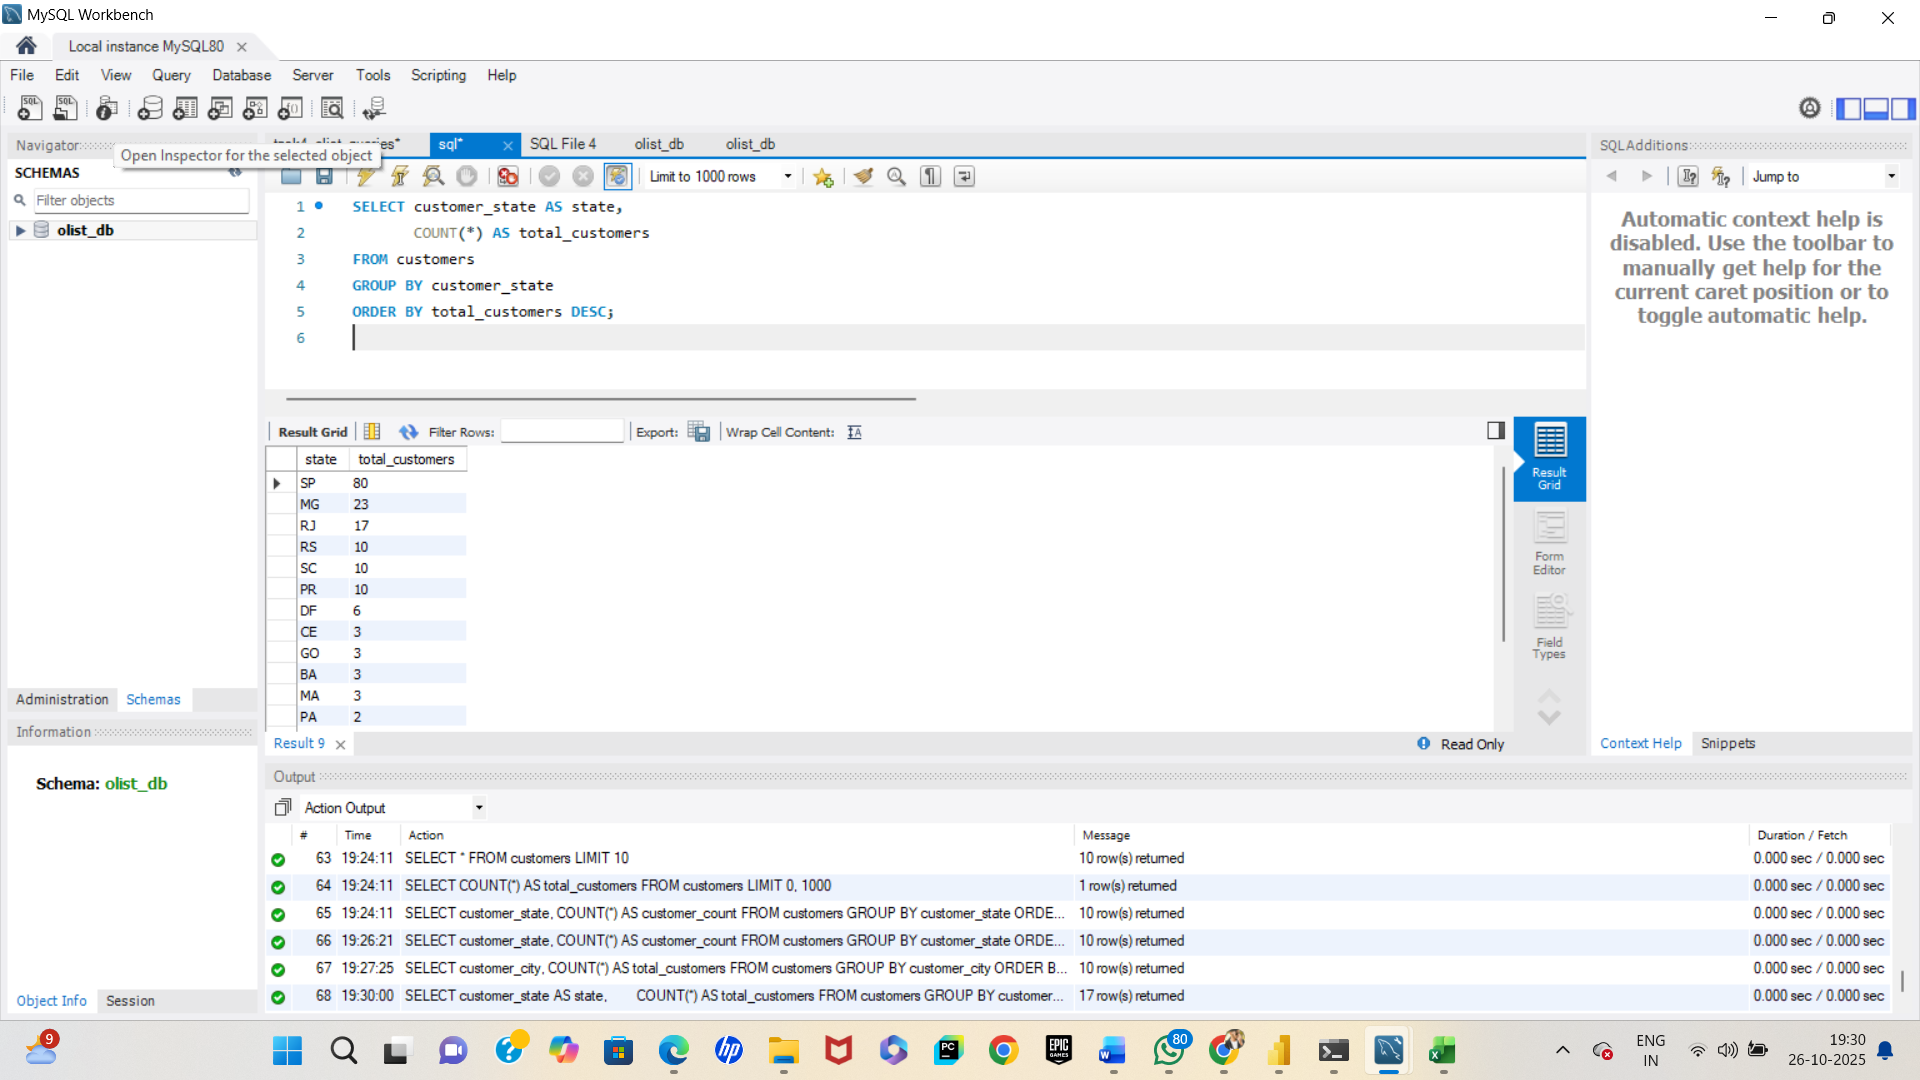 MySQL Workbench
Local instance MySQL80
File Edit View Query Database Server Tools Scripting Help
Navigator
Open Inspector for the selected object
SCHEMAS
Filter objects
olist_db
Administration Schemas
Information
Schema: olist_db
Object Info Session
sql* SQL File 4 olist_db olist_db
Limit to 1000 rows
1 SELECT customer_state AS state,
2 COUNT(*) AS total_customers
3 FROM customers
4 GROUP BY customer_state
5 ORDER BY total_customers DESC;
6
Result Grid Filter Rows: Export: Wrap Cell Content:
state total_customers
SP 80
MG 23
RJ 17
RS 10
SC 10
PR 10
DF 6
CE 3
GO 3
BA 3
MA 3
PA 2
Result 9 Read Only
Result
Grid
Form
Editor
Field
Types
SQLAdditions
Jump to
Automatic context help is
disabled. Use the toolbar to
manually get help for the
current caret position or to
toggle automatic help.
Context Help Snippets
Output
Action Output
# Time Action Message Duration / Fetch
63 19:24:11 SELECT * FROM customers LIMIT 10 10 row(s) returned 0.000 sec / 0.000 sec
64 19:24:11 SELECT COUNT(*) AS total_customers FROM customers LIMIT 0, 1000 1 row(s) returned 0.000 sec / 0.000 sec
65 19:24:11 SELECT customer_state, COUNT(*) AS customer_count FROM customers GROUP BY customer_state ORDE... 10 row(s) returned 0.000 sec / 0.000 sec
66 19:26:21 SELECT customer_state, COUNT(*) AS customer_count FROM customers GROUP BY customer_state ORDE... 10 row(s) returned 0.000 sec / 0.000 sec
67 19:27:25 SELECT customer_city, COUNT(*) AS total_customers FROM customers GROUP BY customer_city ORDER B... 10 row(s) returned 0.000 sec / 0.000 sec
68 19:30:00 SELECT customer_state AS state, COUNT(*) AS total_customers FROM customers GROUP BY customer... 17 row(s) returned 0.000 sec / 0.000 sec
9
80
ENG
IN
19:30
26-10-2025